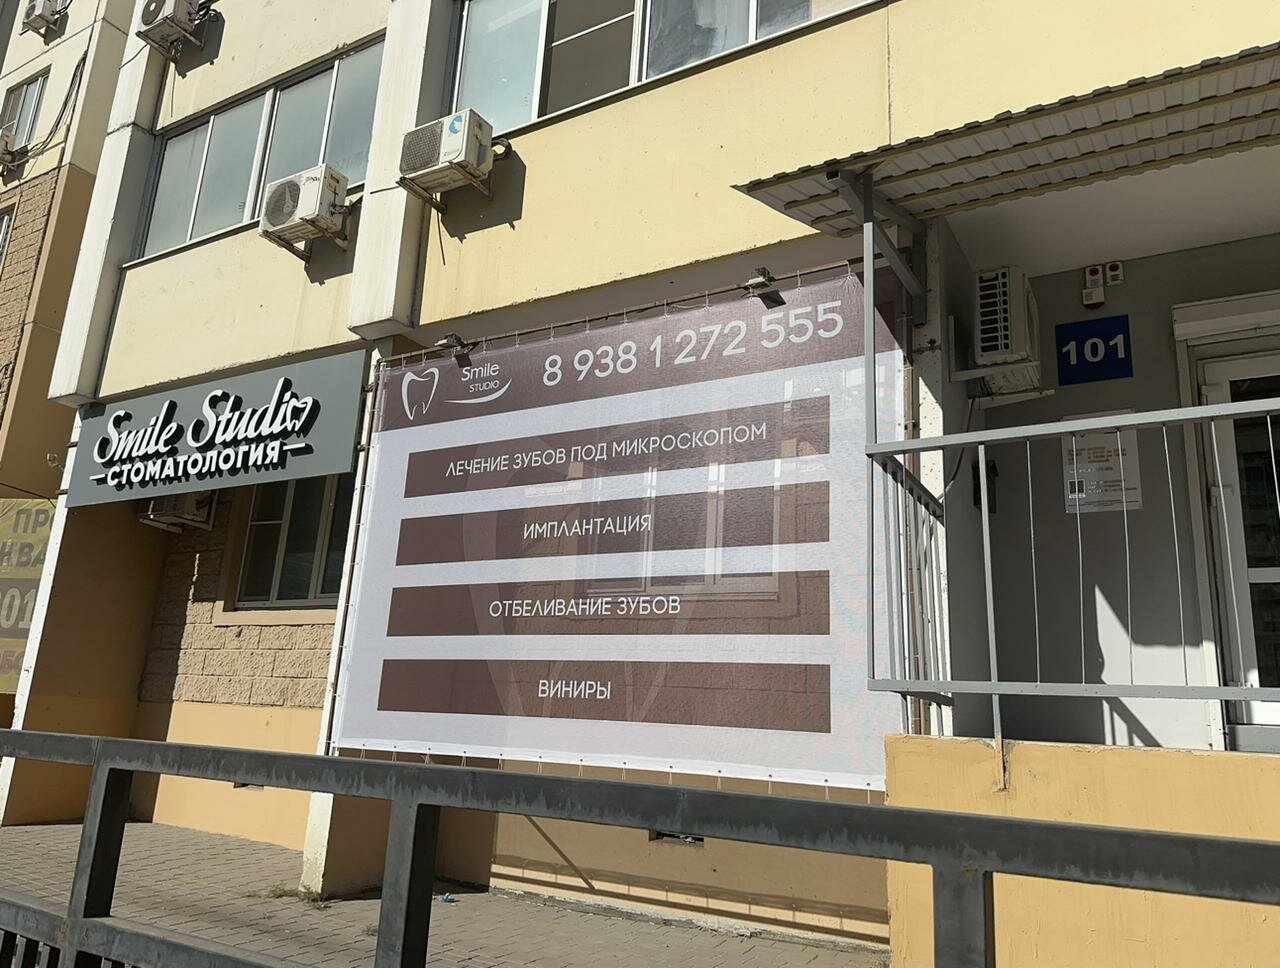 Smile Studio
СТОМАТОЛОГИЯ
Smile
STUDIO
8 938 1 272 555
ЛЕЧЕНИЕ ЗУБОВ ПОД МИКРОСКОПОМ
ИМПЛАНТАЦИЯ
ОТБЕЛИВАНИЕ ЗУБОВ
ВИНИРЫ
101